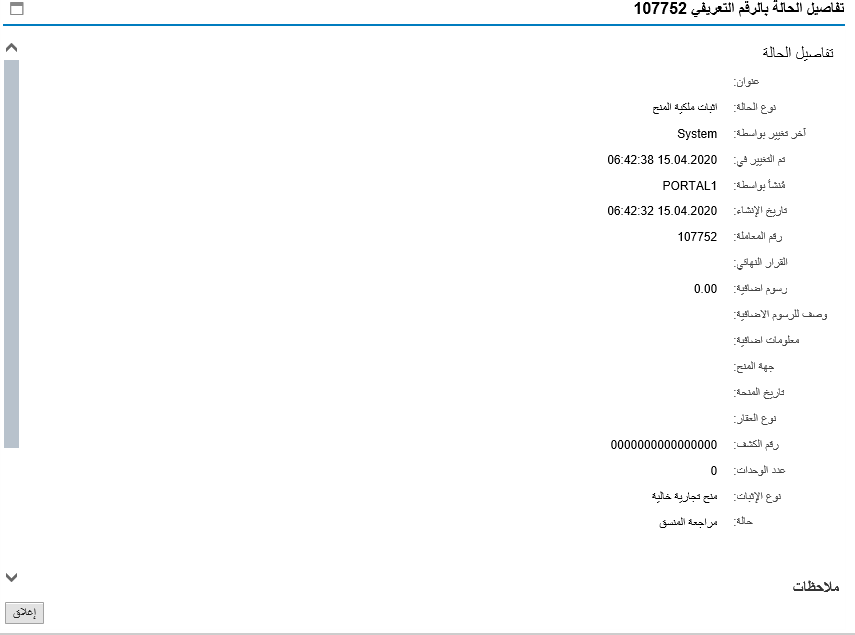 تفاصيل الحالة بالرقم التعريفي 107752
تفاصيل الحالة
عنوان:
نوع الحالة: اثبات ملكية المنح
آخر تغيير بواسطة: System
تم التغيير في: 15.04.2020 06:42:38
مُنشأ بواسطة: PORTAL1
تاريخ الإنشاء: 15.04.2020 06:42:32
رقم المعاملة: 107752
القرار النهائي:
رسوم اضافية: 0.00
وصف للرسوم الاضافية:
معلومات اضافية:
جهة المنح:
تاريخ المنحة:
نوع العقار:
رقم الكشف: 0000000000000000
عدد الوحدات: 0
نوع الإثبات: منح تجارية خالية
حالة: مراجعة المنسق
ملاحظات
إغلاق